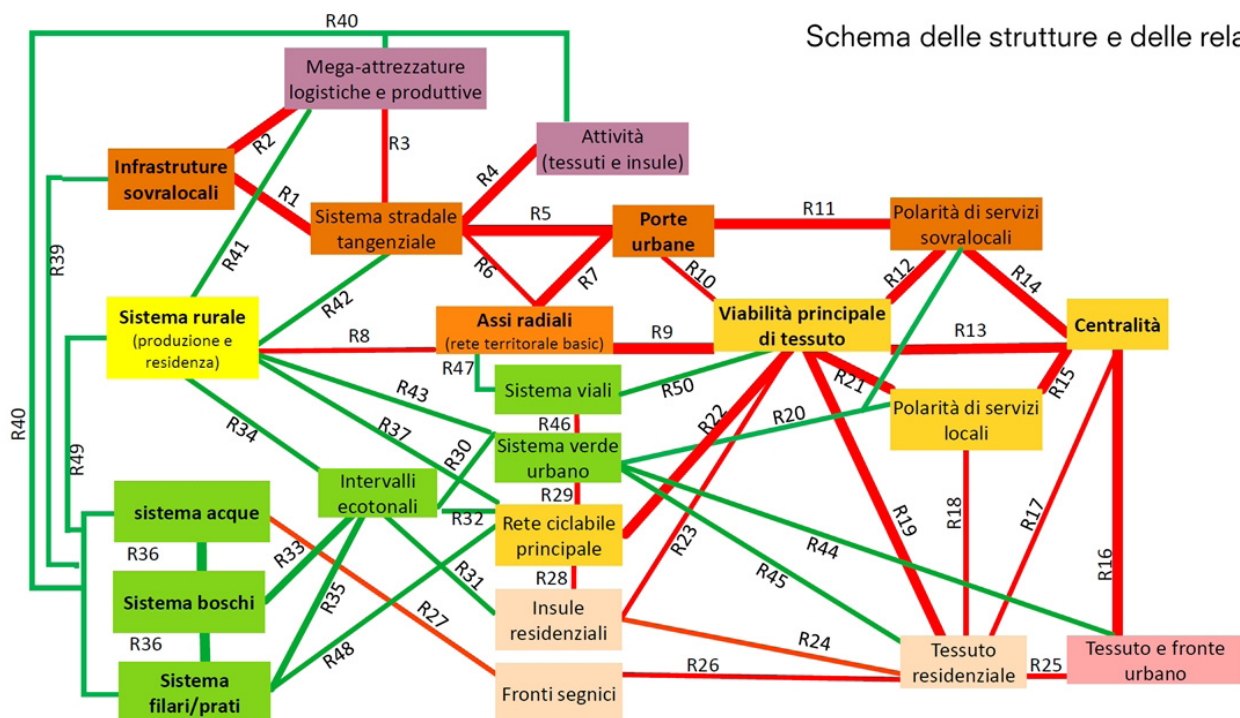 R40
Schema delle strutture e delle rela
Mega-attrezzature
logistiche e produttive
R2
R3
Attività
(tessuti e insule)
R4
Infrastruture
sovralocali
R1
Sistema stradale
tangenziale
R5
Porte
urbane
R11
Polarità di servizi
sovralocali
R39
R41
R42
R6
R7
R10
R12
R14
Sistema rurale
(produzione e
residenza)
R8
Assi radiali
(rete territorale basic)
R9
Viabilità principale
di tessuto
R13
Centralità
R47
R43
Sistema viali
R50
R21
R15
R40
R49
R34
R37
R30
R46
R22
R20
Polarità di servizi
locali
Sistema verde
urbano
Intervalli
ecotonali
R29
sistema acque
R32
Rete ciclabile
principale
R23
R19
R18
R17
R44
R36
R33
R16
R45
R28
R31
R35
Sistema boschi
R27
Insule
residenziali
R36
R48
R24
Sistema
filari/prati
Fronti segnici
R26
Tessuto
residenziale
R25
Tessuto e fronte
urbano